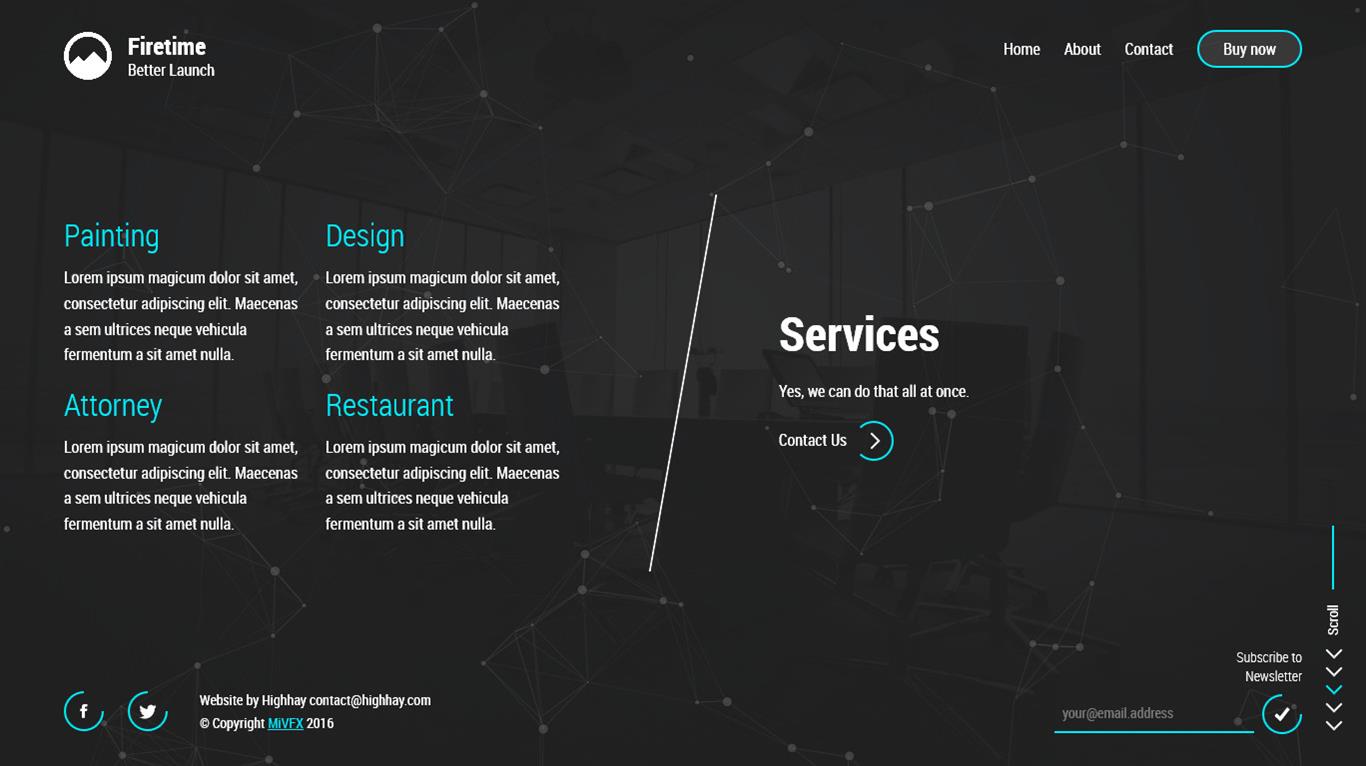 Firetime
Better Launch
Home
About
Contact
Buy now
Painting
Lorem ipsum magicum dolor sit amet,
consectetur adipiscing elit. Maecenas
a sem ultrices neque vehicula
fermentum a sit amet nulla.
Design
Lorem ipsum magicum dolor sit amet,
consectetur adipiscing elit. Maecenas
a sem ultrices neque vehicula
fermentum a sit amet nulla.
Attorney
Lorem ipsum magicum dolor sit amet,
consectetur adipiscing elit. Maecenas
a sem ultrices neque vehicula
fermentum a sit amet nulla.
Restaurant
Lorem ipsum magicum dolor sit amet,
consectetur adipiscing elit. Maecenas
a sem ultrices neque vehicula
fermentum a sit amet nulla.
Services
Yes, we can do that all at once.
Contact Us
Scroll
Website by Highhay contact@highhay.com
© Copyright MiVFX 2016
Subscribe to
Newsletter
your@email.address